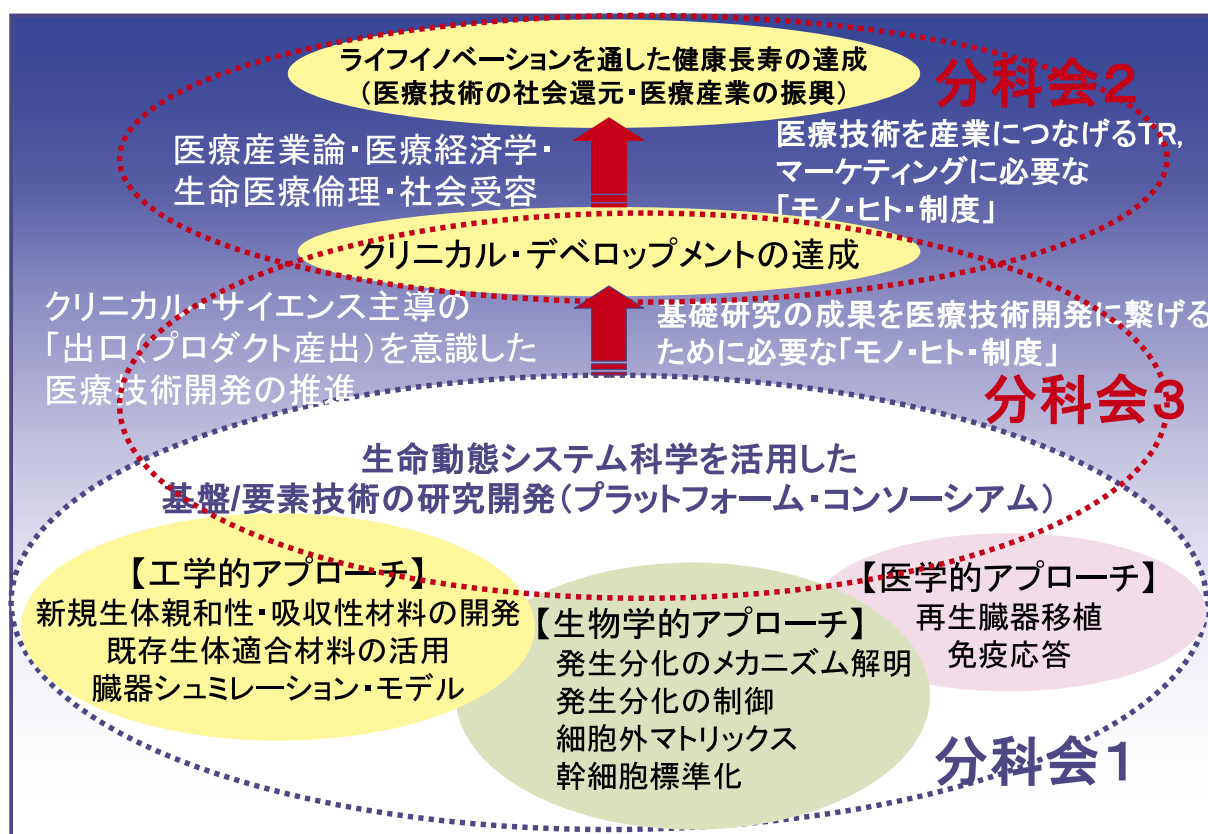 ライフイノベーションを通した健康長寿の達成
(医療技術の社会還元・医療産業の振興)
分科会2
医療産業論・医療経済学・
生命医療倫理・社会受容
医療技術を産業につなげるTR,
マーケティングに必要な
「モノ・ヒト・制度」
クリニカル・デベロップメントの達成
クリニカル・サイエンス主導の
「出口(プロダクト産出)を意識した
医療技術開発の推進
基礎研究の成果を医療技術開発に繋げる
ために必要な「モノ・ヒト・制度」
分科会3
生命動態システム科学を活用した
基盤/要素技術の研究開発(プラットフォーム・コンソーシアム)
【工学的アプローチ】
新規生体親和性・吸収性材料の開発
既存生体適合材料の活用
臓器シュミレーション・モデル
【生物学的アプローチ】
発生分化のメカニズム解明
発生分化の制御
細胞外マトリックス
幹細胞標準化
【医学的アプローチ】
再生臓器移植
免疫応答
分科会1